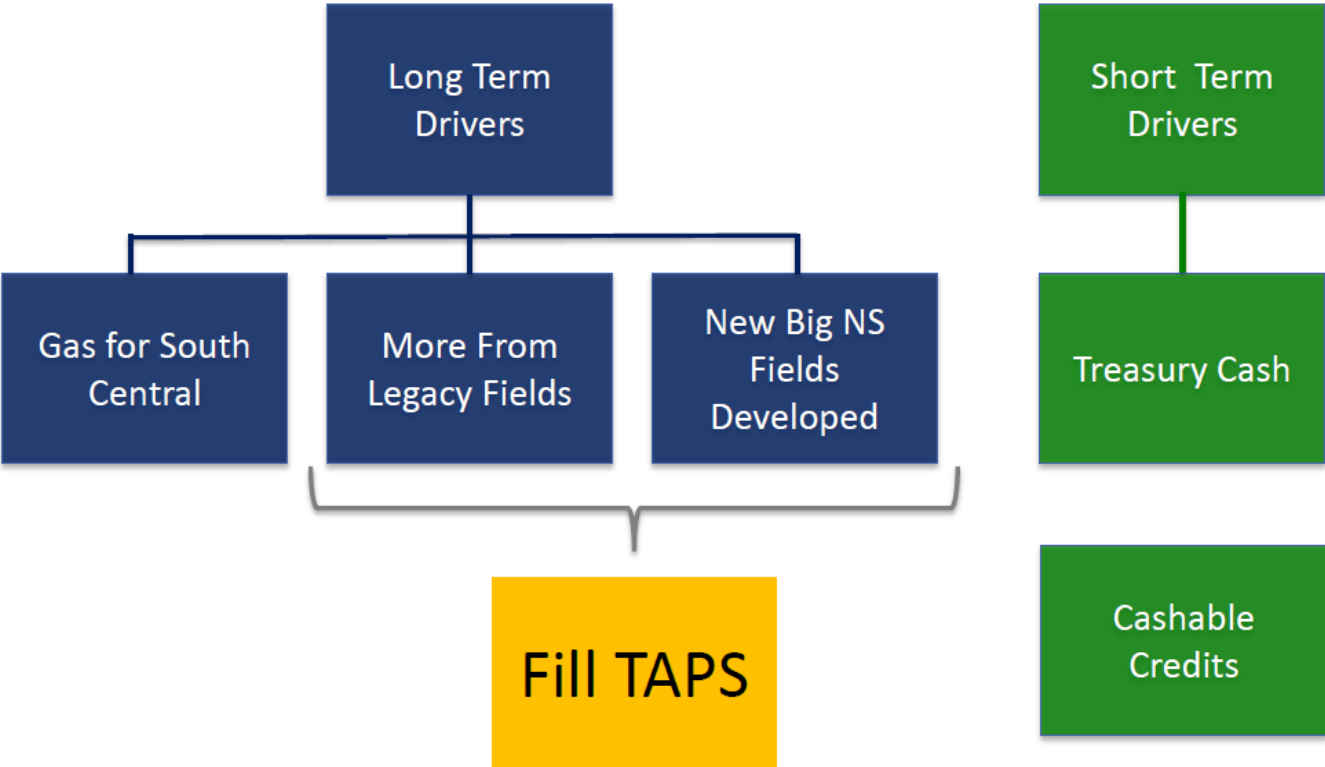 Long Term
Drivers
Short Term
Drivers
Gas for South
Central
More From
Legacy Fields
New Big NS
Fields
Developed
Treasury Cash
Fill TAPS
Cashable
Credits